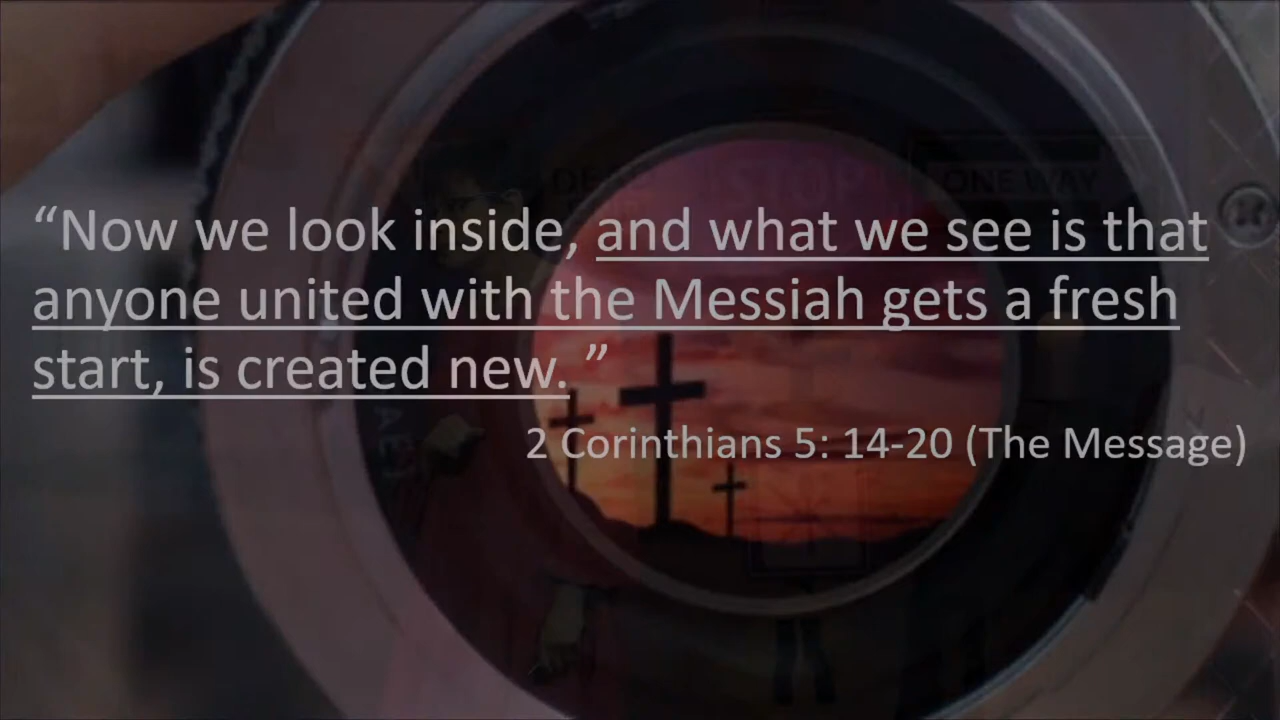 “Now we look inside, and what we see is that
anyone united with the Messiah gets a fresh
start, is created new. ”
2 Corinthians 5: 14-20 (The Message)
STOP
ONE WAY